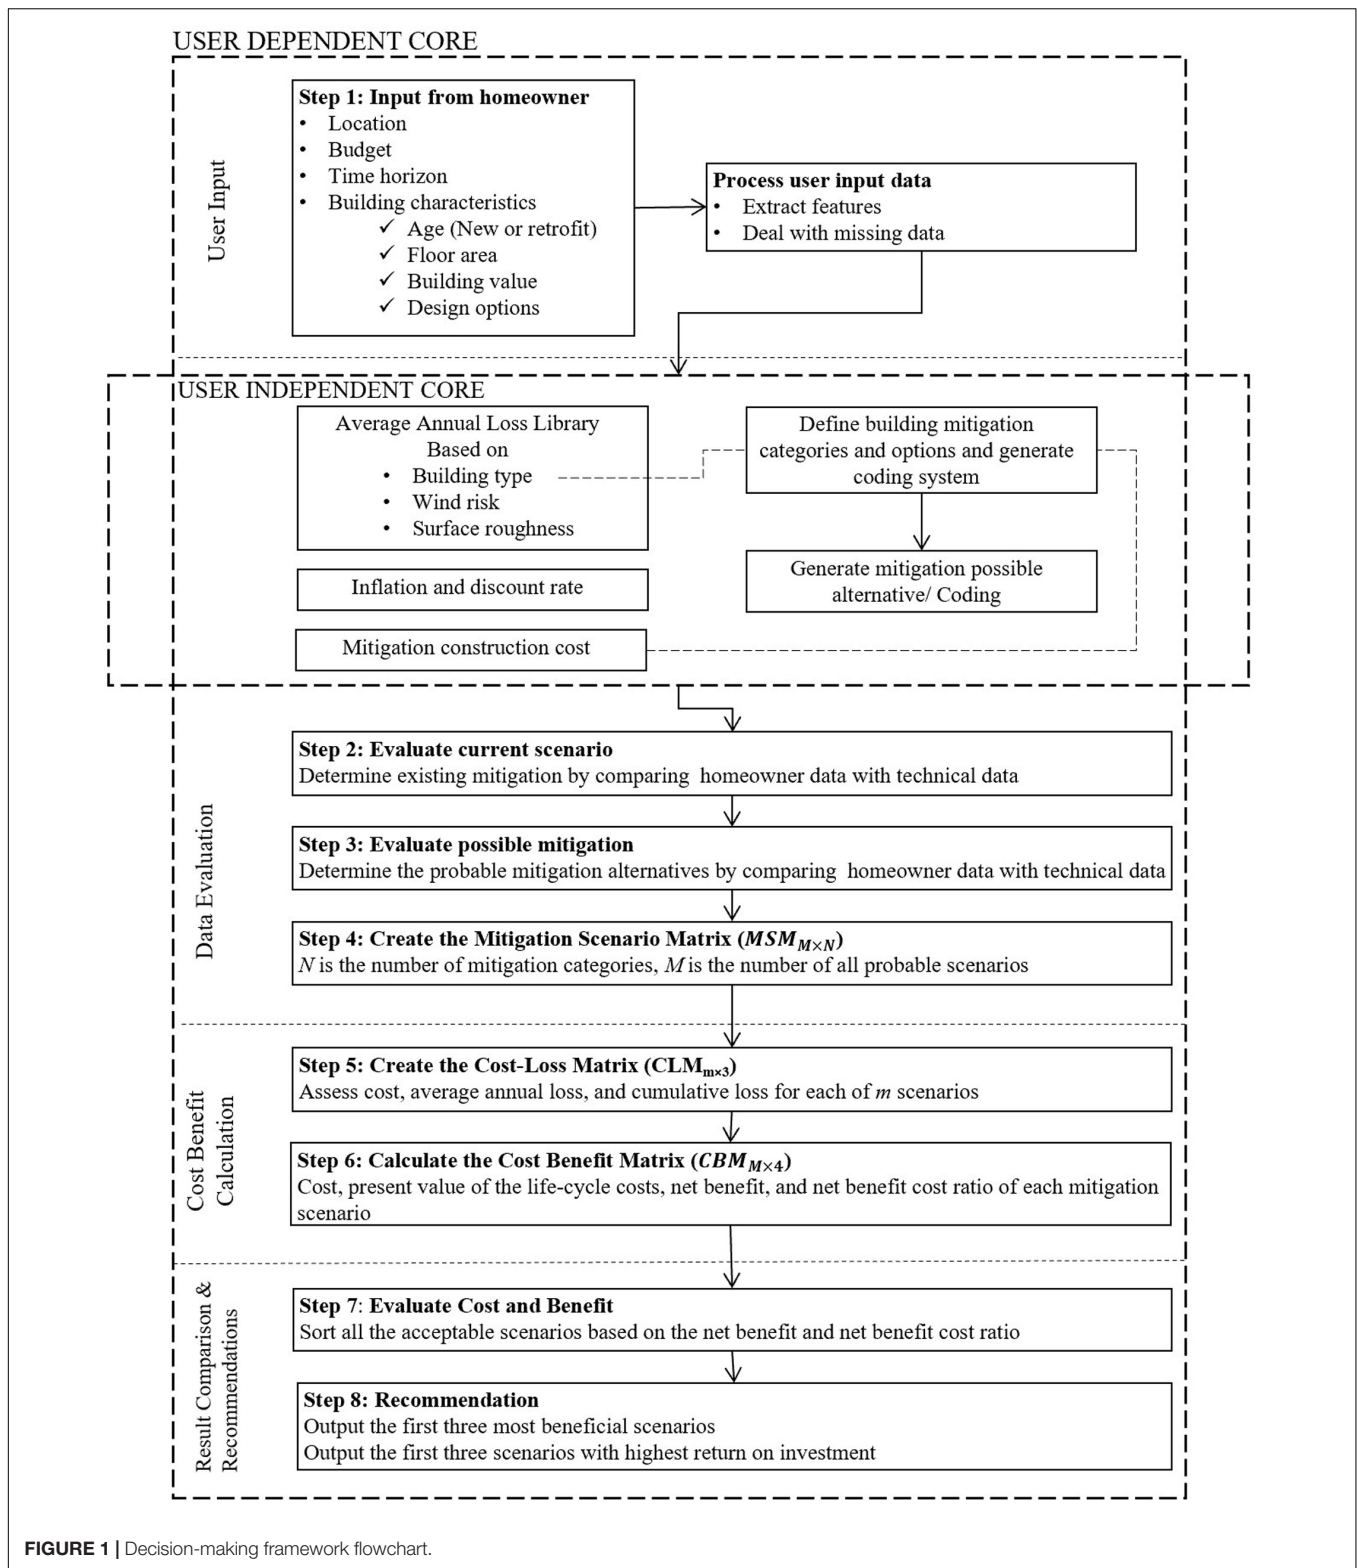 USER DEPENDENT CORE
User Input
Step 1: Input from homeowner
• Location
• Budget
• Time horizon
• Building characteristics
✓ Age (New or retrofit)
✓ Floor area
✓ Building value
✓ Design options
Process user input data
• Extract features
• Deal with missing data
USER INDEPENDENT CORE
Average Annual Loss Library
Based on
• Building type
• Wind risk
• Surface roughness
Inflation and discount rate
Mitigation construction cost
Define building mitigation
categories and options and generate
coding system
Generate mitigation possible
alternative/ Coding
Data Evaluation
Step 2: Evaluate current scenario
Determine existing mitigation by comparing homeowner data with technical data
Step 3: Evaluate possible mitigation
Determine the probable mitigation alternatives by comparing homeowner data with technical data
Step 4: Create the Mitigation Scenario Matrix (MSM M×N)
N is the number of mitigation categories, M is the number of all probable scenarios
Cost Benefit
Calculation
Step 5: Create the Cost-Loss Matrix (CLM m×3)
Assess cost, average annual loss, and cumulative loss for each of m scenarios
Step 6: Calculate the Cost Benefit Matrix (CBM M×4)
Cost, present value of the life-cycle costs, net benefit, and net benefit cost ratio of each mitigation
scenario
Result Comparison &
Recommendations
Step 7: Evaluate Cost and Benefit
Sort all the acceptable scenarios based on the net benefit and net benefit cost ratio
Step 8: Recommendation
Output the first three most beneficial scenarios
Output the first three scenarios with highest return on investment
FIGURE 1 | Decision-making framework flowchart.